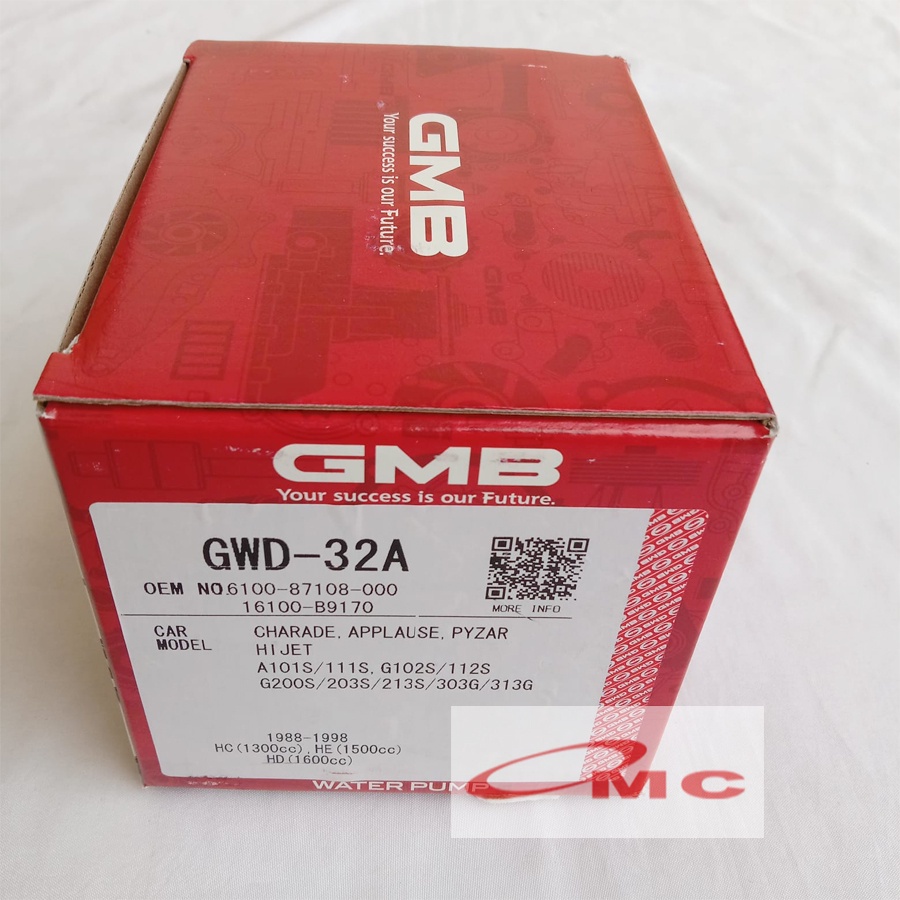 GMB
Your success is our Future.
GMB
Your success is our Future.
GWD-32A
OEM NO.6100-87108-000
16100-B9170
MORE INFO
CAR MODEL
CHARADE, APPLAUSE, PYZAR
HIJET
A101S/111S, G102S/112S
G200S/203S/213S/303G/313G
1988-1998
HC(1300cc), HE(1500cc)
HD(1600cc)
WATER PUMP
MC